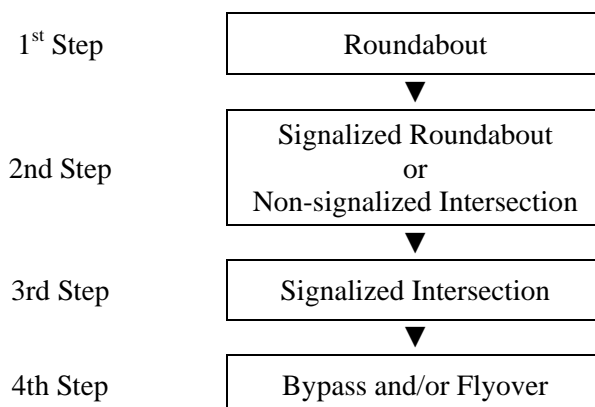 1st Step
Roundabout
▼
2nd Step
Signalized Roundabout
or
Non-signalized Intersection
▼
3rd Step
Signalized Intersection
▼
4th Step
Bypass and/or Flyover